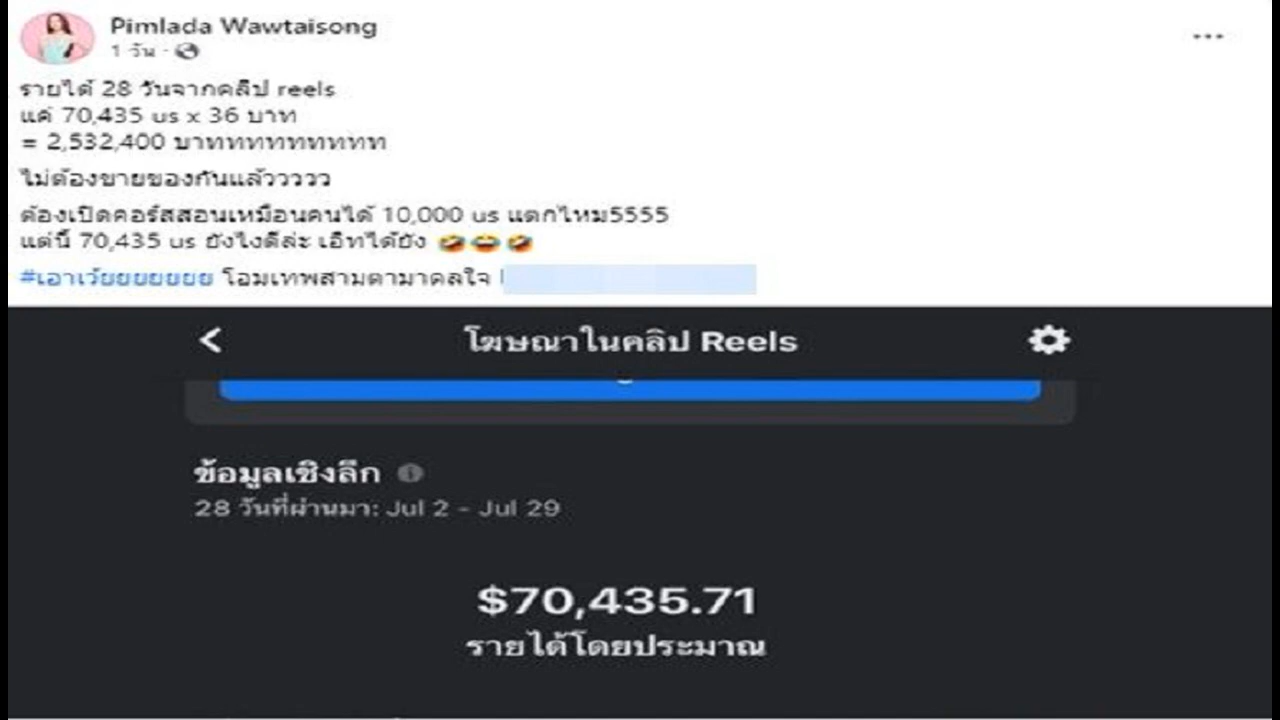 Pimlada Wawtaisong
1 วัน ·
รายได้ 28 วันจากคลิป reels
แค่ 70,435 us x 36 บาท
= 2,532,400 บาททททททททททท
ไม่ต้องขายของกันแล้ววววว
ต้องเปิดคอร์สสอนเหมือนคนได้ 10,000 us แตกไหม5555
แต่นี้ 70,435 us ยังไงดีล่ะ เอิทได้ยัง 🤣😂🤣
#เอาเว้ยยยยยยย โอมเทพสามตามาดลใจ
โฆษณาในคลิป Reels
ข้อมูลเชิงลึก
28 วันที่ผ่านมา: Jul 2 - Jul 29
$70,435.71
รายได้โดยประมาณ